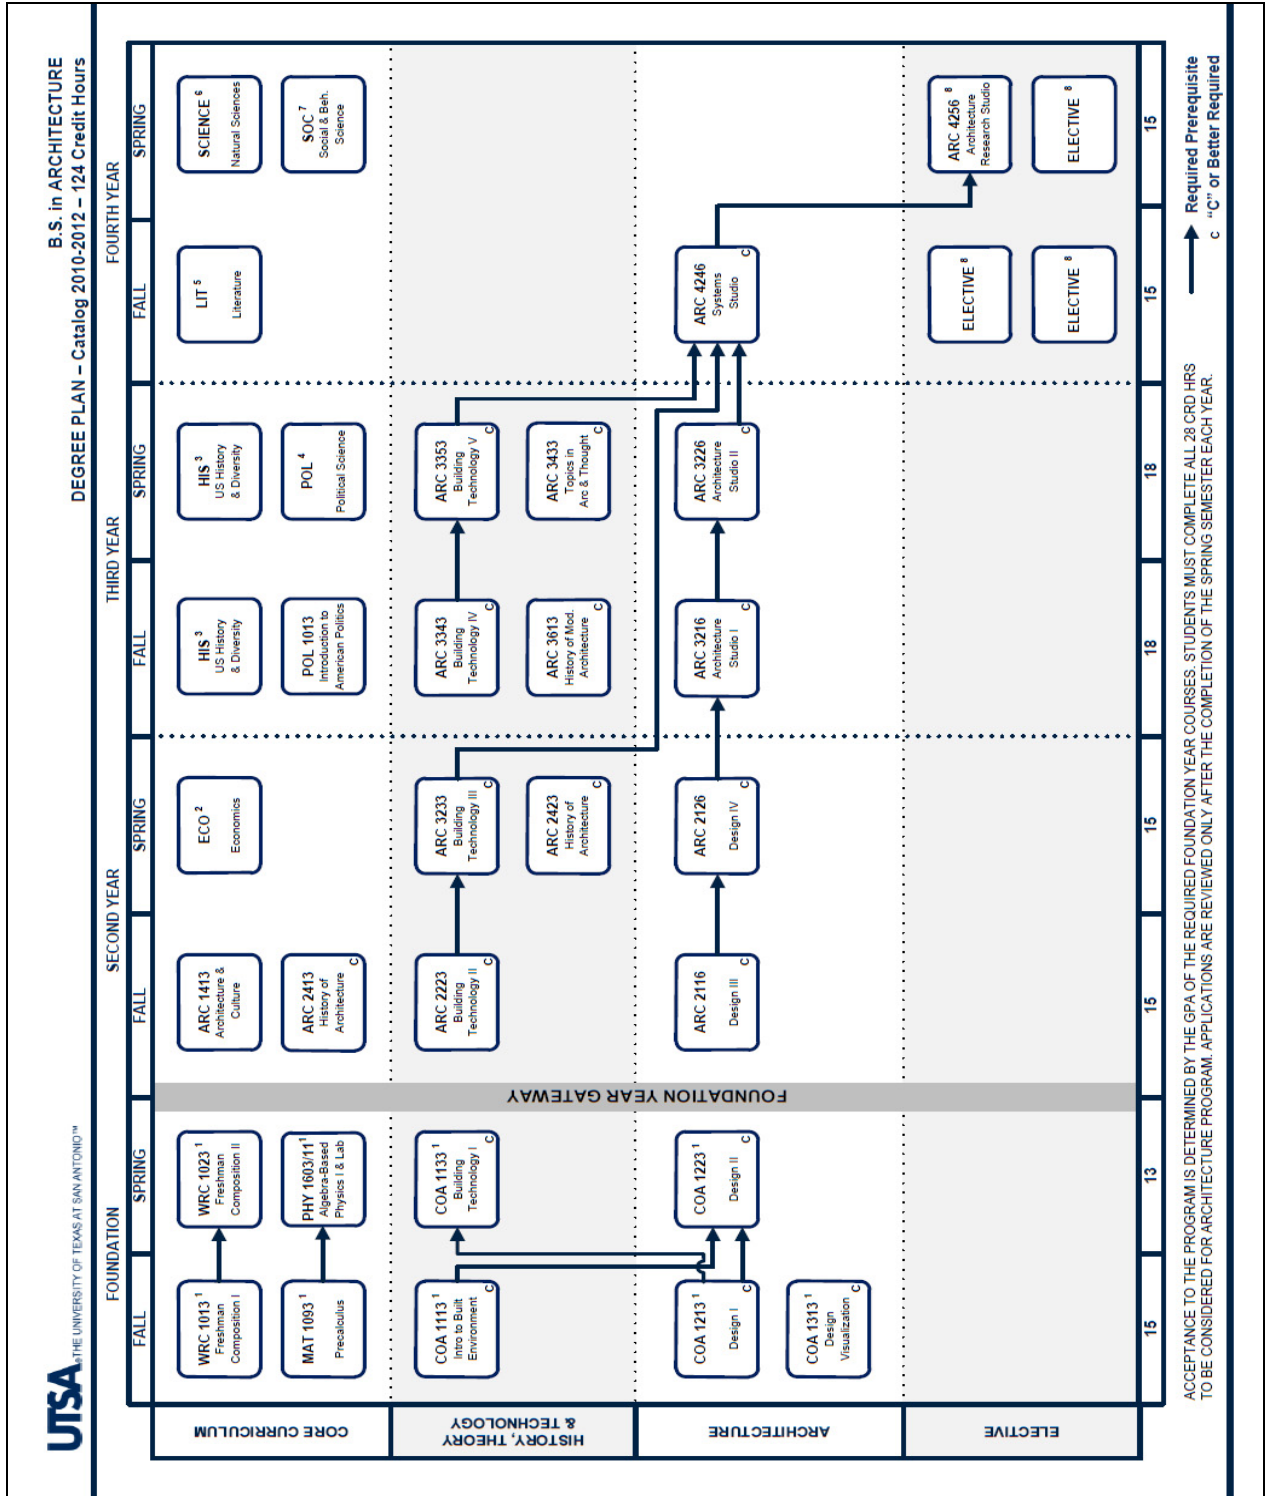 UTSA
THE UNIVERSITY OF TEXAS AT SAN ANTONIO™
B.S. in ARCHITECTURE
DEGREE PLAN – Catalog 2010-2012 – 124 Credit Hours
FOUNDATION
SECOND YEAR
THIRD YEAR
FOURTH YEAR
FALL
SPRING
FALL
SPRING
FALL
SPRING
FALL
SPRING
CORE CURRICULUM
WRC 1013 1
Freshman
Composition I
WRC 1023 1
Freshman
Composition II
ARC 1413
Architecture &
Culture
ECO 2
Economics
HIS 3
US History
& Diversity
HIS 3
US History
& Diversity
LIT 5
Literature
SCIENCE 6
Natural Sciences
MAT 1093 1
Precalculus
PHY 1603/11 1
Algebra-Based
Physics I & Lab
ARC 2413
History of
Architecture
C
POL 1013
Introduction to
American Politics
POL 4
Political Science
SOC 7
Social & Beh.
Science
HISTORY, THEORY,
& TECHNOLOGY
COA 1113 1
Intro to Built
Environment
C
COA 1133 1
Building
Technology I
C
ARC 2223
Building
Technology II
C
ARC 3233
Building
Technology III
C
ARC 3343
Building
Technology IV
C
ARC 3353
Building
Technology V
C
ARC 2423
History of
Architecture
C
ARC 3613
History of Mod.
Architecture
C
ARC 3433
Topics in
Arc & Thought
C
FOUNDATION YEAR GATEWAY
ARCHITECTURE
COA 1213 1
Design I
C
COA 1223 1
Design II
C
ARC 2116
Design III
C
ARC 2126
Design IV
C
ARC 3216
Architecture
Studio I
C
ARC 3226
Architecture
Studio II
C
ARC 4246
Systems
Studio
C
COA 1313 1
Design
Visualization
C
ELECTIVE
ELECTIVE 8
ARC 4256 8
Architecture
Research Studio
ELECTIVE 8
ELECTIVE 8
15
13
15
15
18
18
15
15
ACCEPTANCE TO THE PROGRAM IS DETERMINED BY THE GPA OF THE REQUIRED FOUNDATION YEAR COURSES. STUDENTS MUST COMPLETE ALL 28 CRD HRS
TO BE CONSIDERED FOR ARCHITECTURE PROGRAM. APPLICATIONS ARE REVIEWED ONLY AFTER THE COMPLETION OF THE SPRING SEMESTER EACH YEAR.
Required Prerequisite
C "C" or Better Required